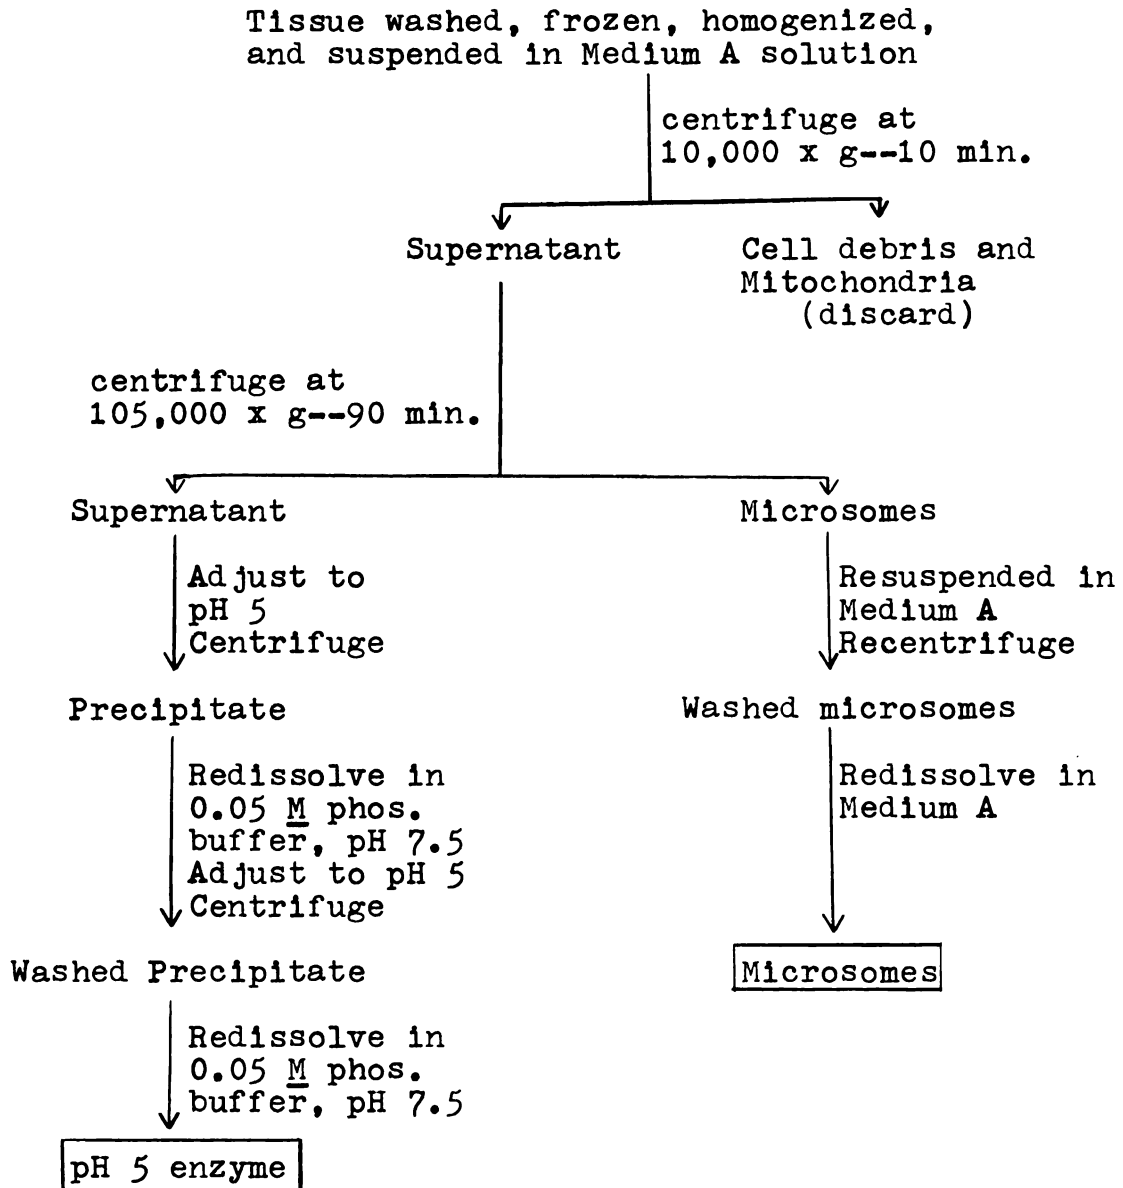 Tissue washed, frozen, homogenized,
and suspended in Medium A solution
centrifuge at
10,000 x g--10 min.
Supernatant
Cell debris and
Mitochondria
(discard)
centrifuge at
105,000 x g--90 min.
Supernatant
Microsomes
Adjust to
pH 5
Centrifuge
Resuspended in
Medium A
Recentrifuge
Precipitate
Washed microsomes
Redissolve in
0.05 M phos.
buffer, pH 7.5
Adjust to pH 5
Centrifuge
Redissolve in
Medium A
Washed Precipitate
Microsomes
Redissolve in
0.05 M phos.
buffer, pH 7.5
pH 5 enzyme